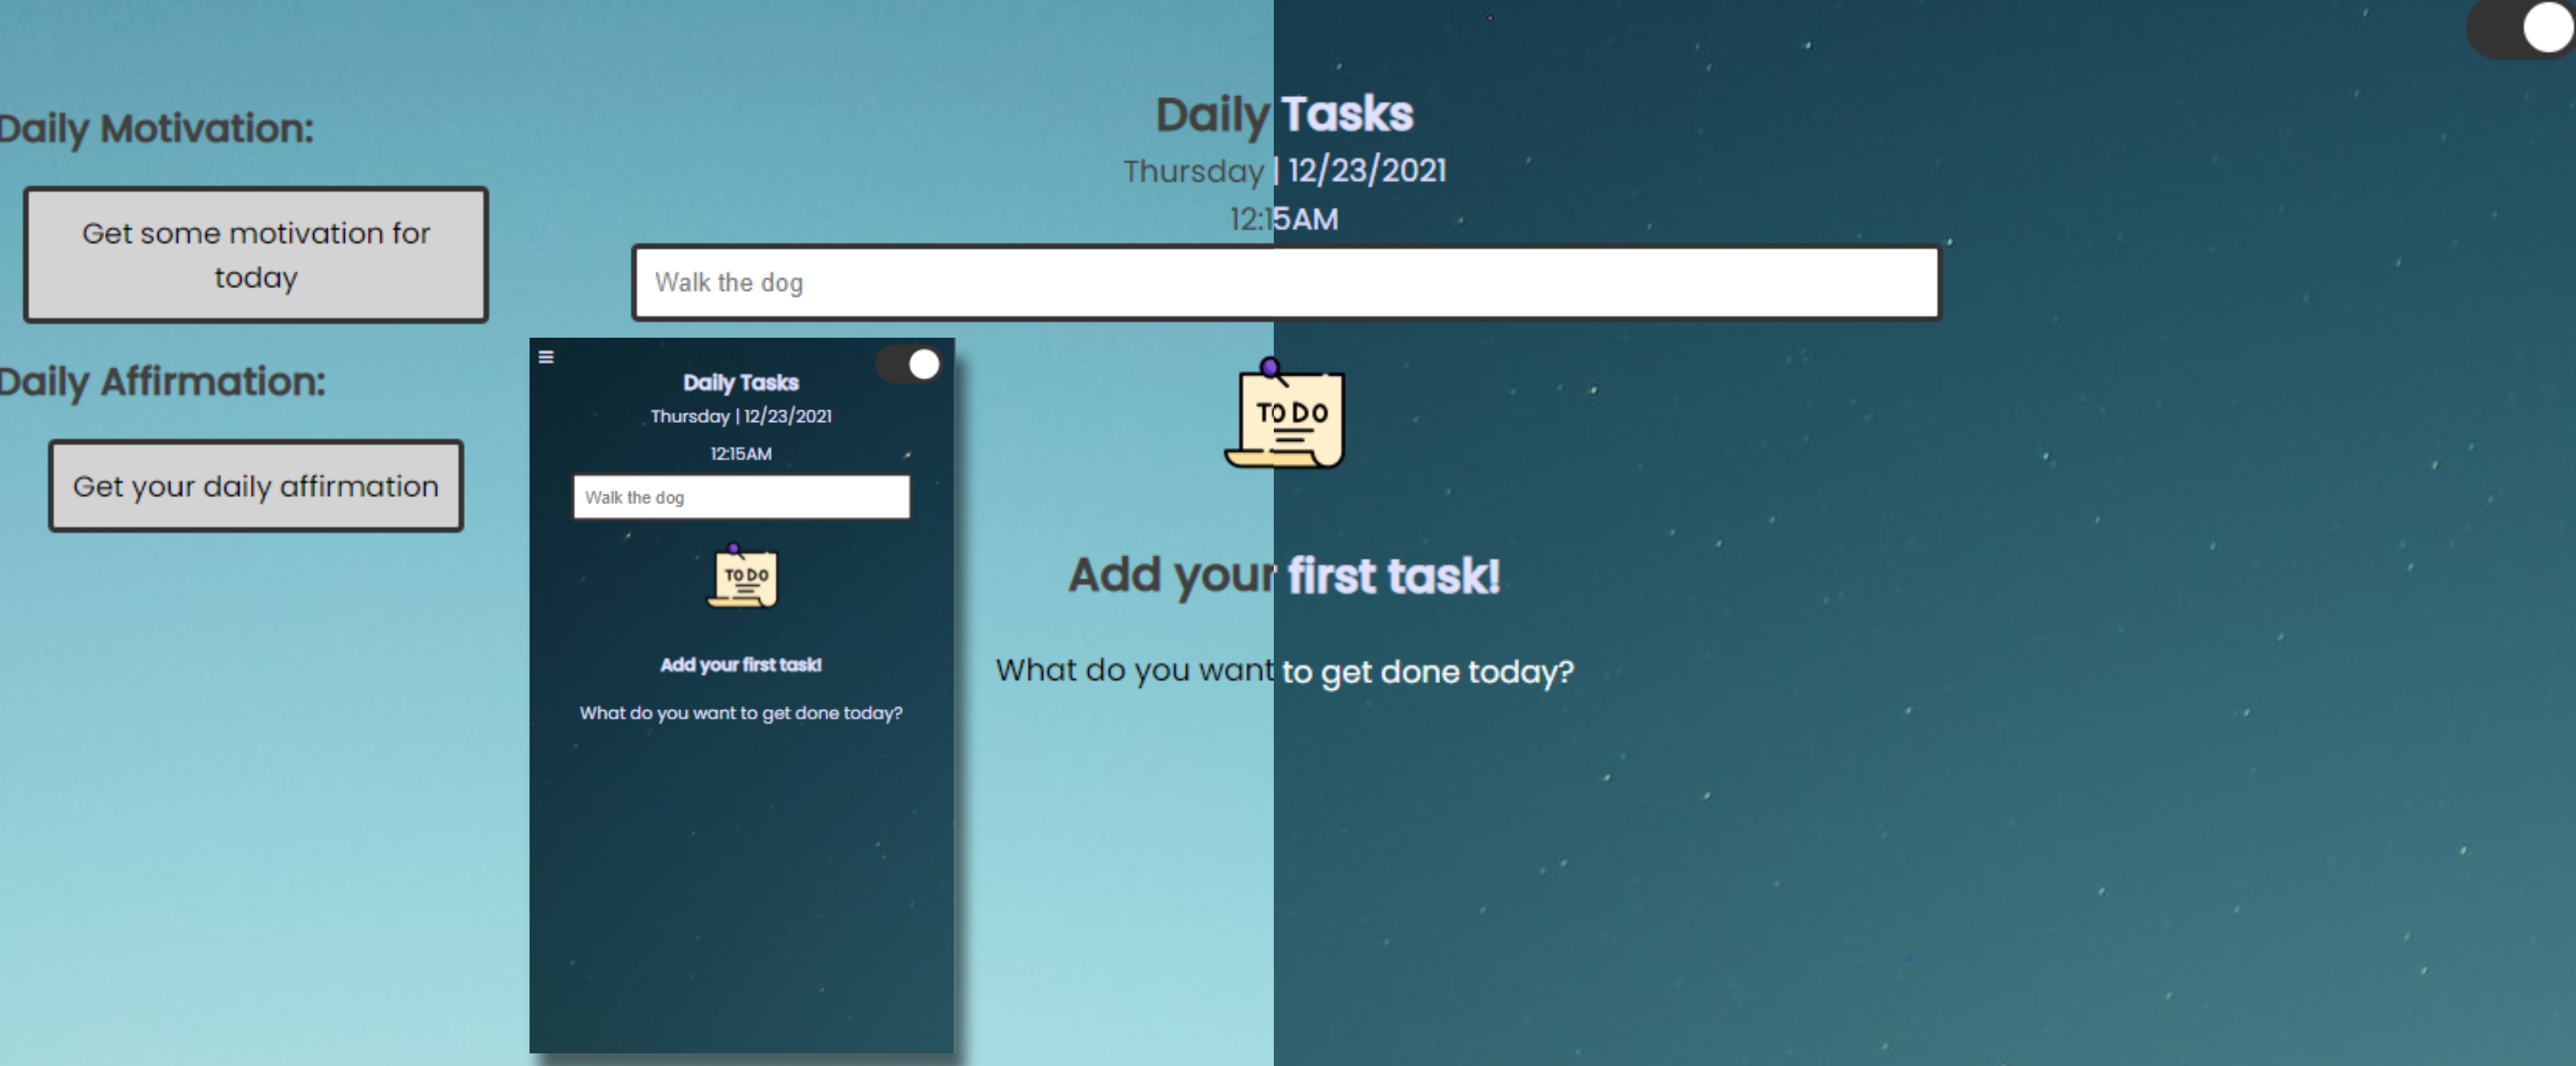 Daily Motivation:
Get some motivation for
today
Daily Affirmation:
Get your daily affirmation
Daily Tasks
Thursday | 12/23/2021
12:15AM
Walk the dog
TO DO
Add your first task!
What do you want to get done today?
Daily Tasks
Thursday | 12/23/2021
12:15AM
Walk the dog
TO DO
Add your first task!
What do you want to get done today?